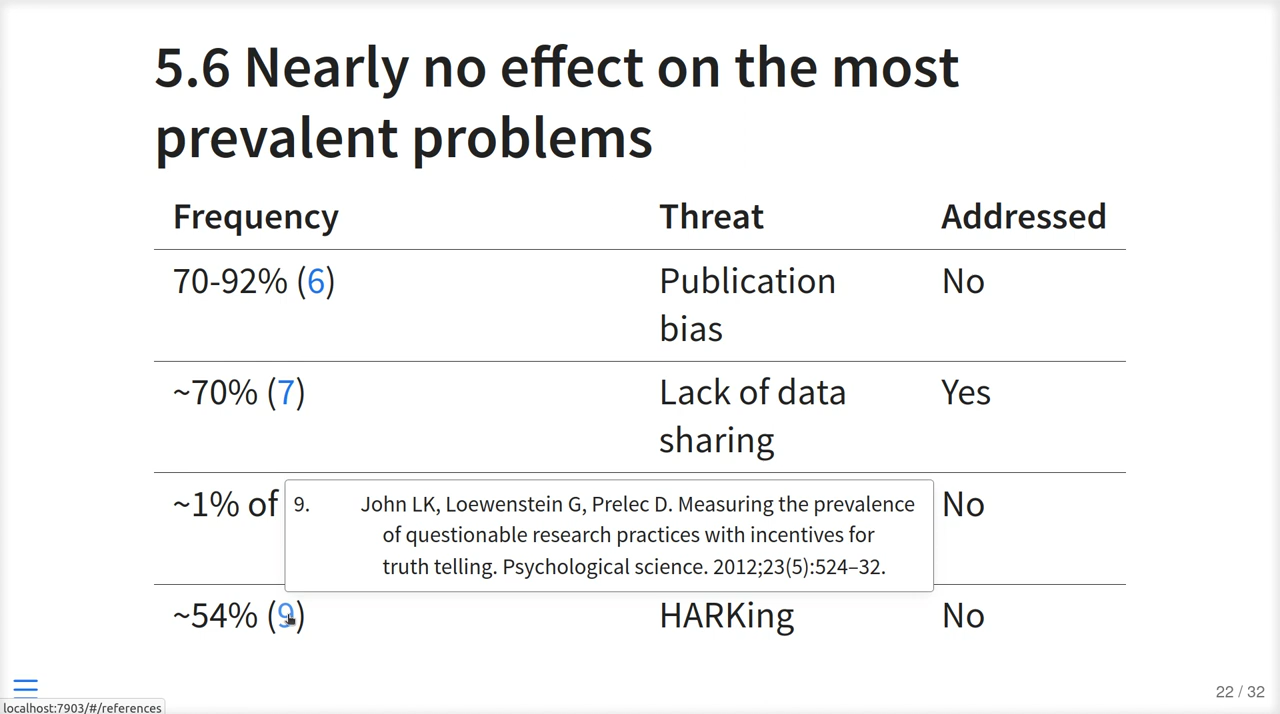 5.6 Nearly no effect on the most
prevalent problems
Frequency Threat Addressed
70-92% (6) Publication bias No
~70% (7) Lack of data sharing Yes
~1% of No
9. John LK, Loewenstein G, Prelec D. Measuring the prevalence
of questionable research practices with incentives for
truth telling. Psychological science. 2012;23(5):524–32.
~54% (9) HARKing No
22 / 32
localhost:7903/#/references